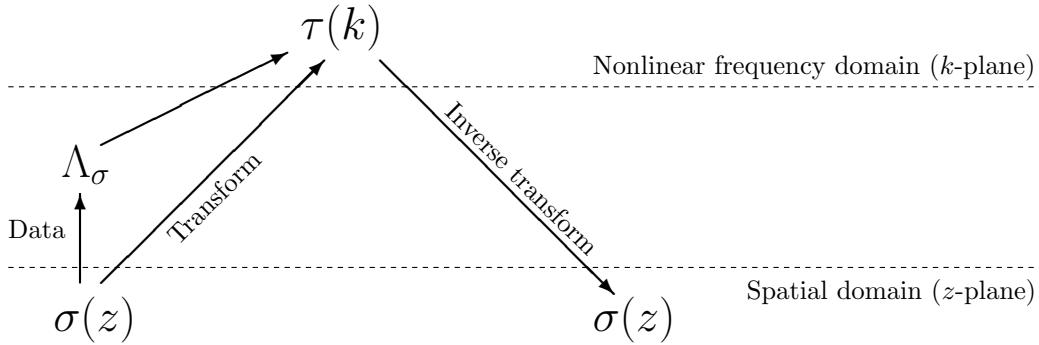 τ(k)
Nonlinear frequency domain (k-plane)
Λσ
Transform
Inverse transform
Data
Spatial domain (z-plane)
σ(z)
σ(z)